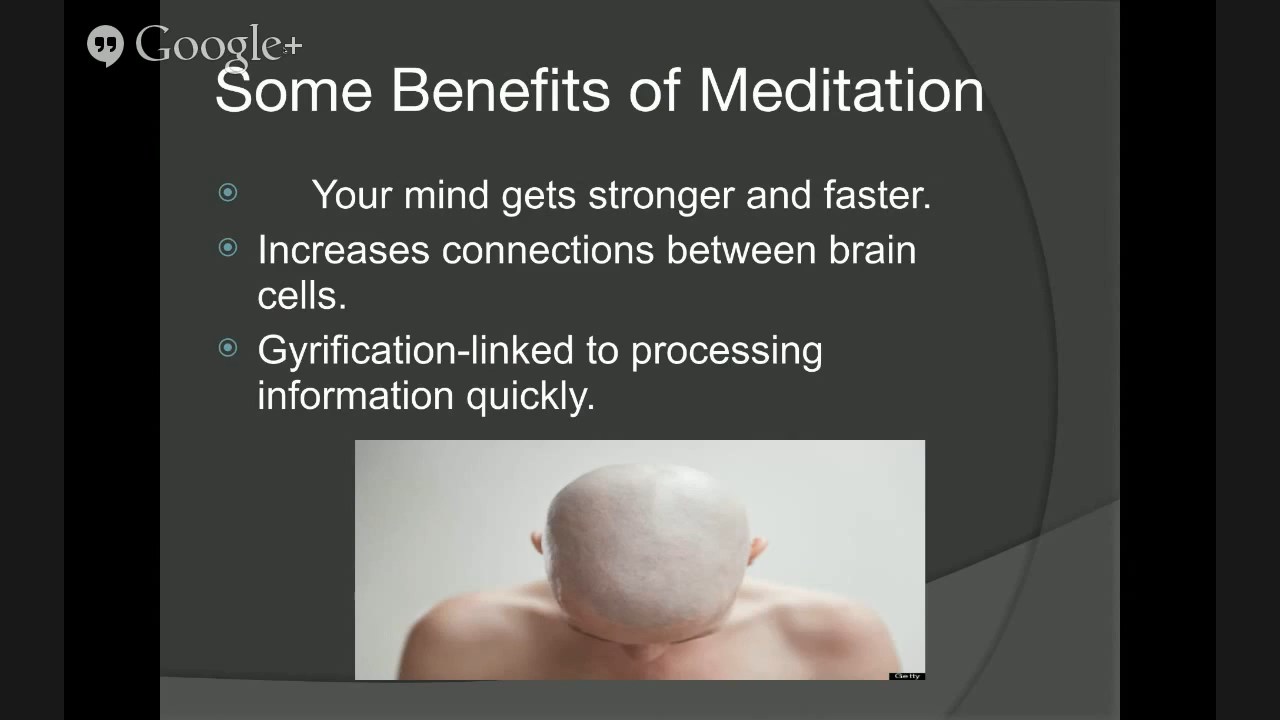 Google+
Some Benefits of Meditation
Your mind gets stronger and faster.
Increases connections between brain
cells.
Gyrification-linked to processing
information quickly.
Getty